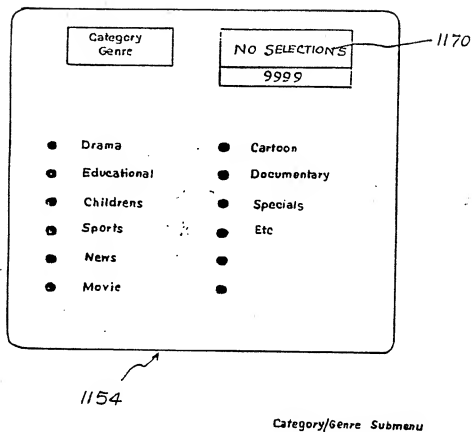 Category
Genre
NO SELECTIONS
1170
9999
Drama
Educational
Childrens
Sports
News
Movie
Cartoon
Documentary
Specials
Etc
1154
Category/Genre Submenu